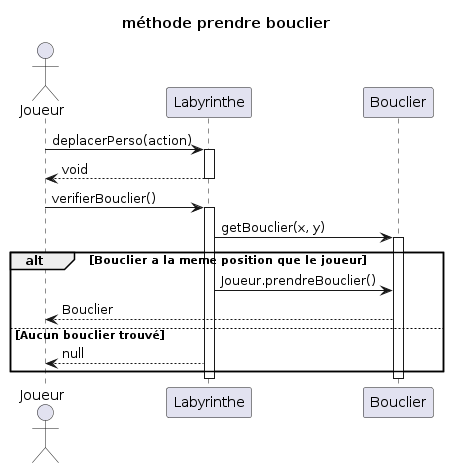 méthode prendre bouclier
Joueur
Labyrinthe
Bouclier
deplacerPerso(action)
void
verifierBouclier()
getBouclier(x, y)
alt
[Bouclier a la meme position que le joueur]
Joueur.prendreBouclier()
Bouclier
[Aucun bouclier trouvé]
null
Joueur
Labyrinthe
Bouclier